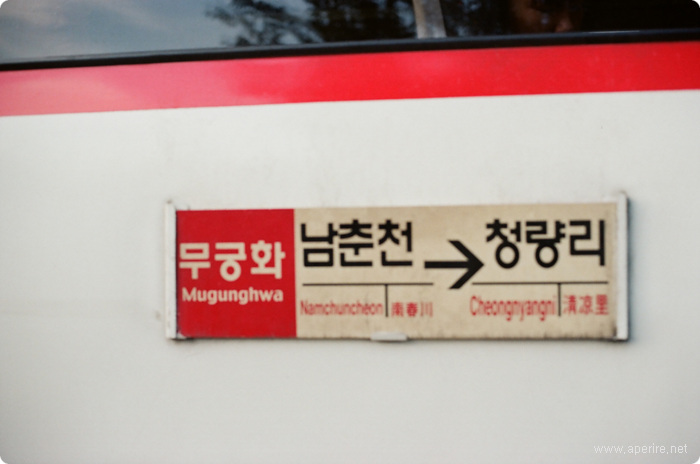 무궁화
Mugunghwa
남춘천 → 청량리
Namchuncheon 南春川 Cheongnyangni 清凉里
www.aperire.net